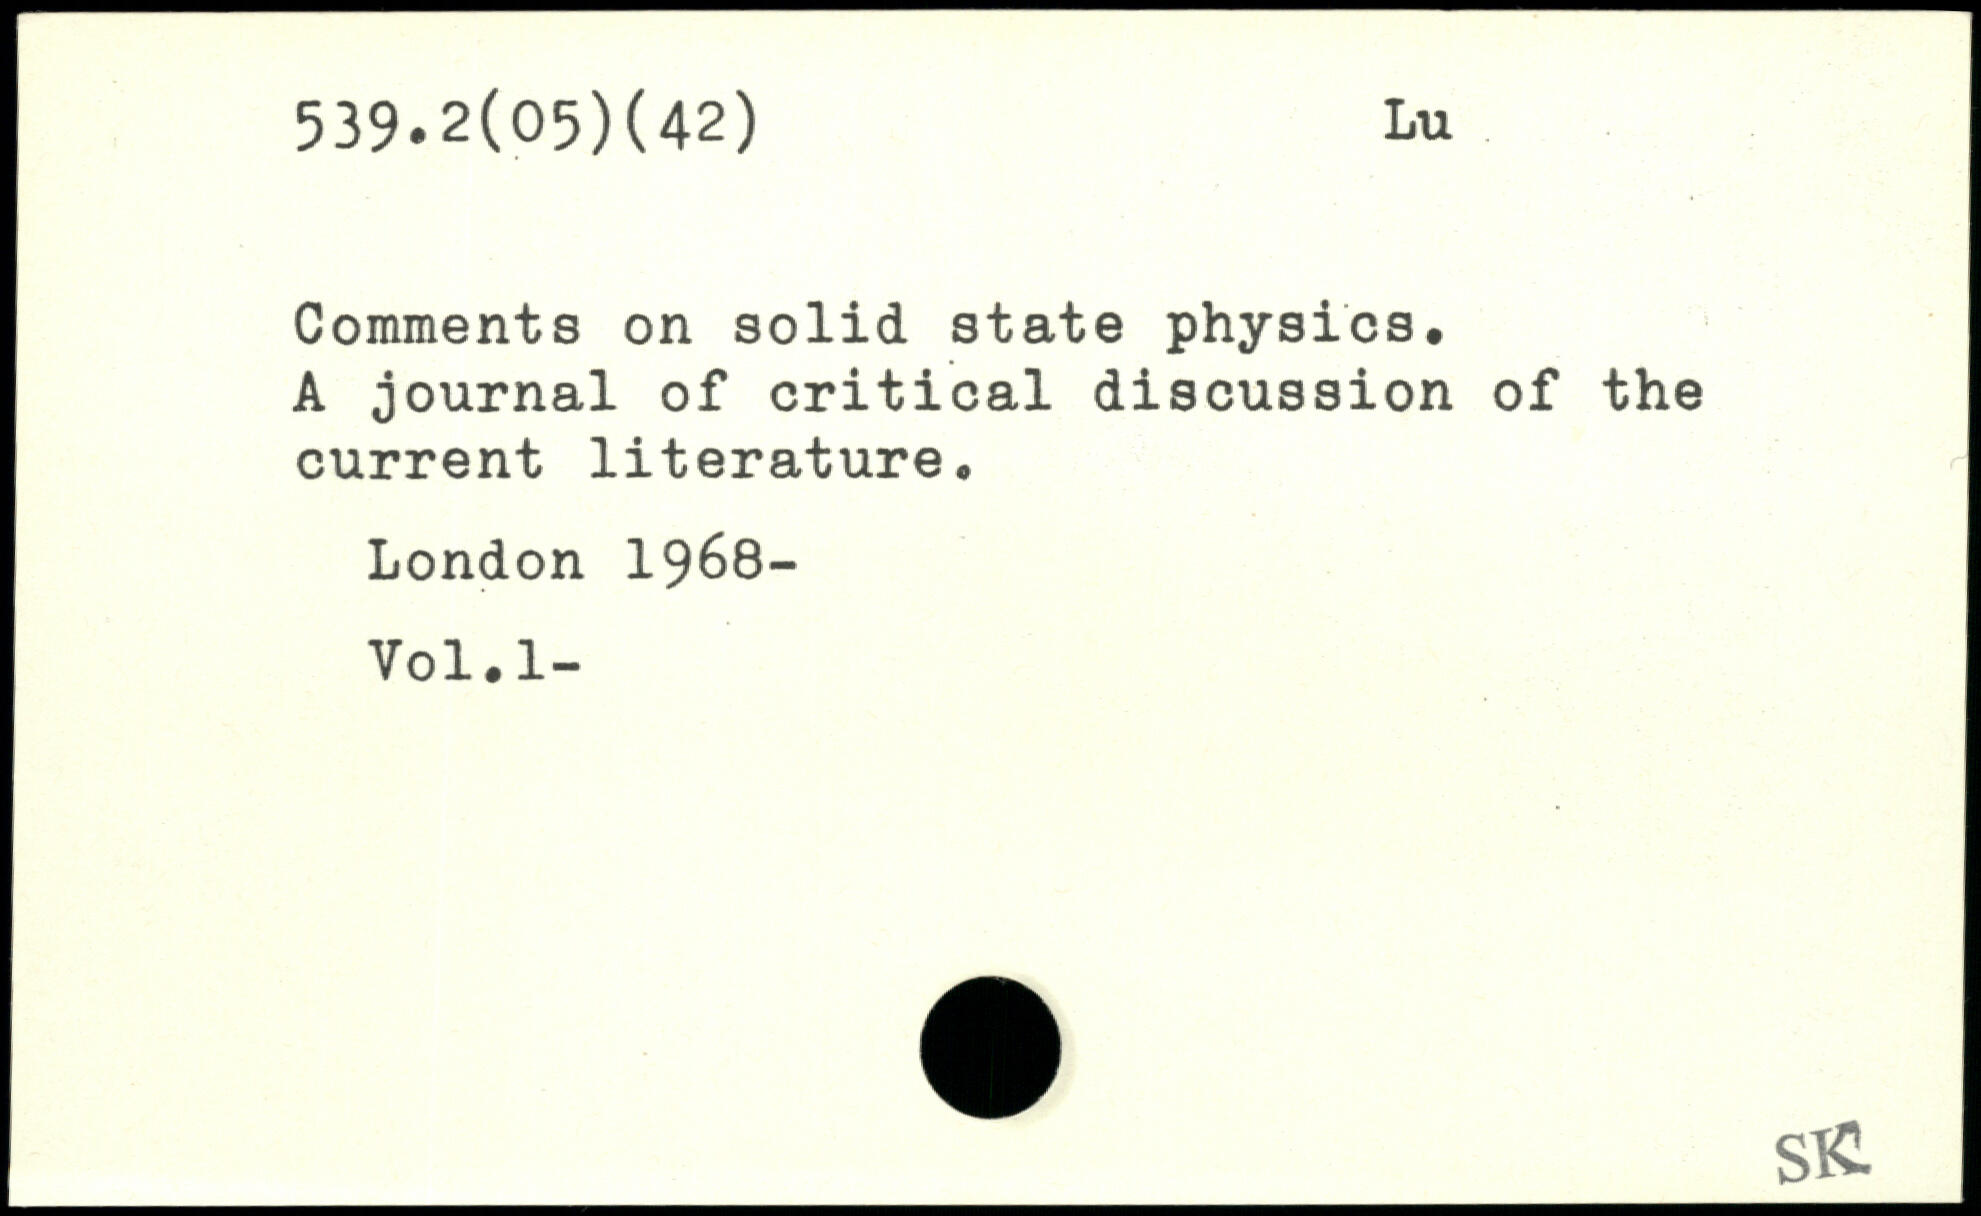 539.2(05)(42) Lu
Comments on solid state physics.
A journal of critical discussion of the
current literature.
London 1968-
Vol.1-
SK